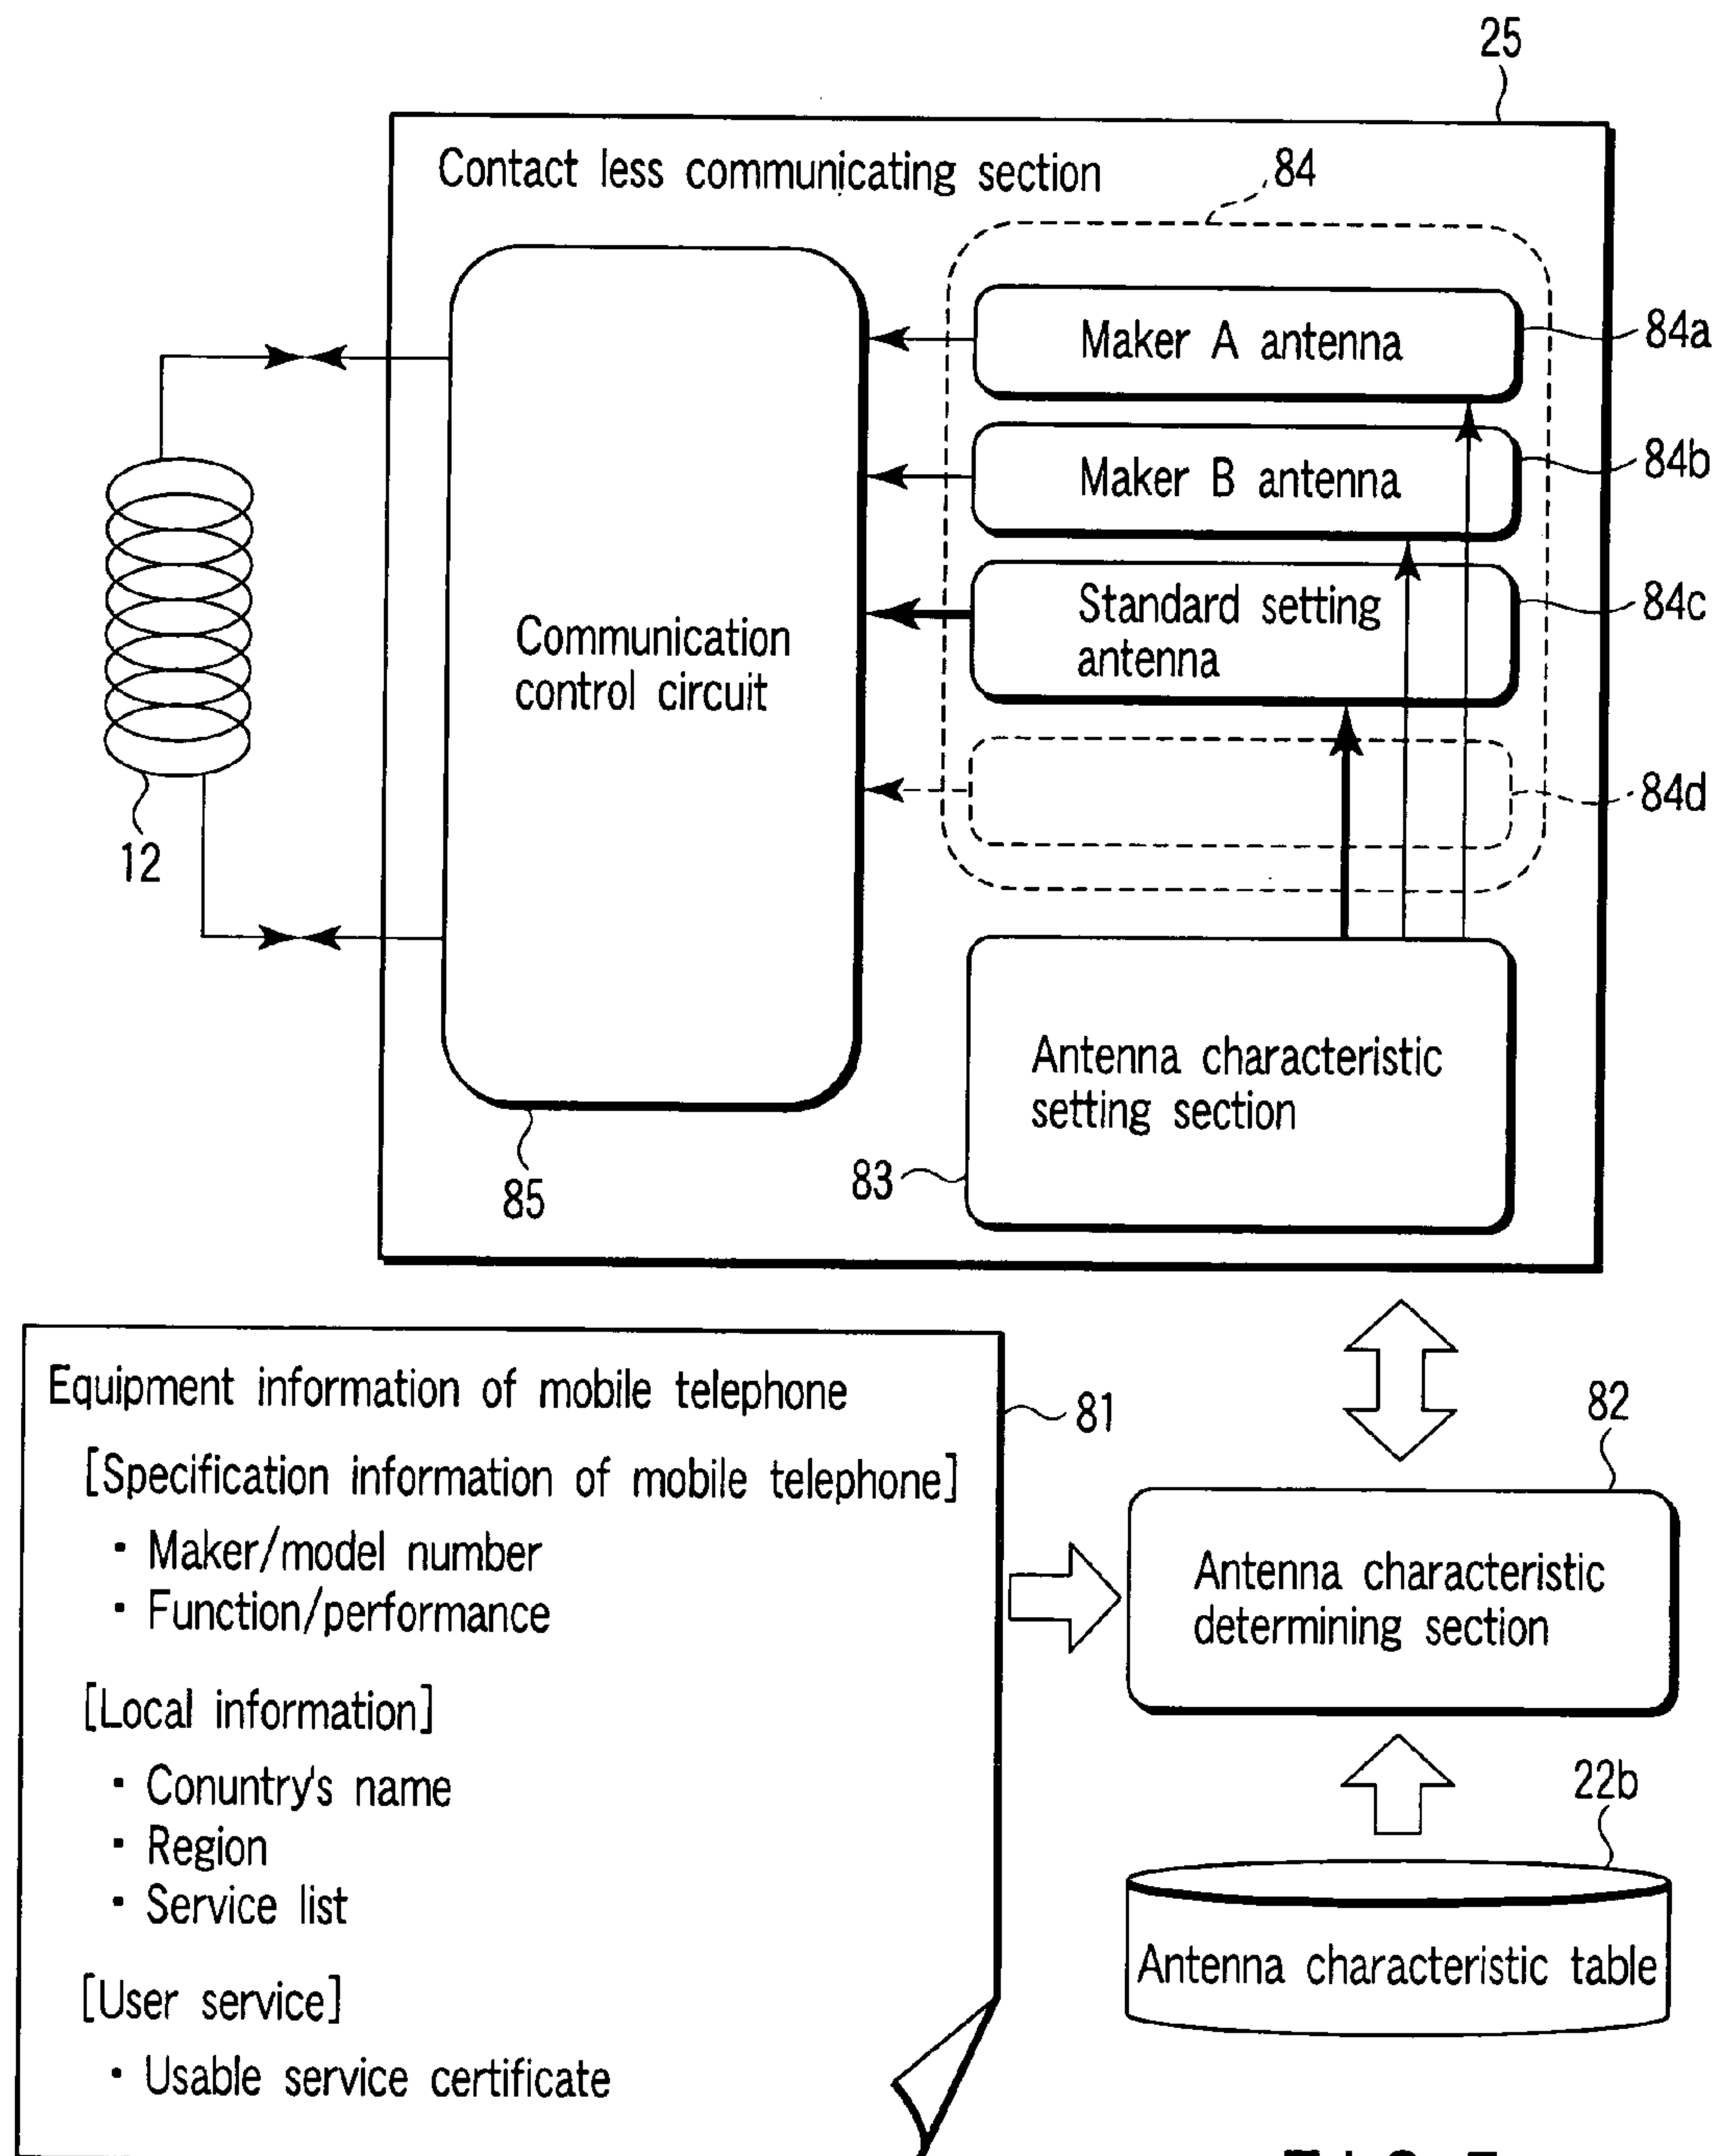 25
Contact less communicating section
84
Maker A antenna
84a
Maker B antenna
84b
Standard setting
antenna
84c
84d
Communication
control circuit
12
Antenna characteristic
setting section
83
85
Equipment information of mobile telephone
81
[Specification information of mobile telephone]
· Maker/model number
· Function/performance
[Local information]
· Conuntry's name
· Region
· Service list
[User service]
· Usable service certificate
82
Antenna characteristic
determining section
22b
Antenna characteristic table